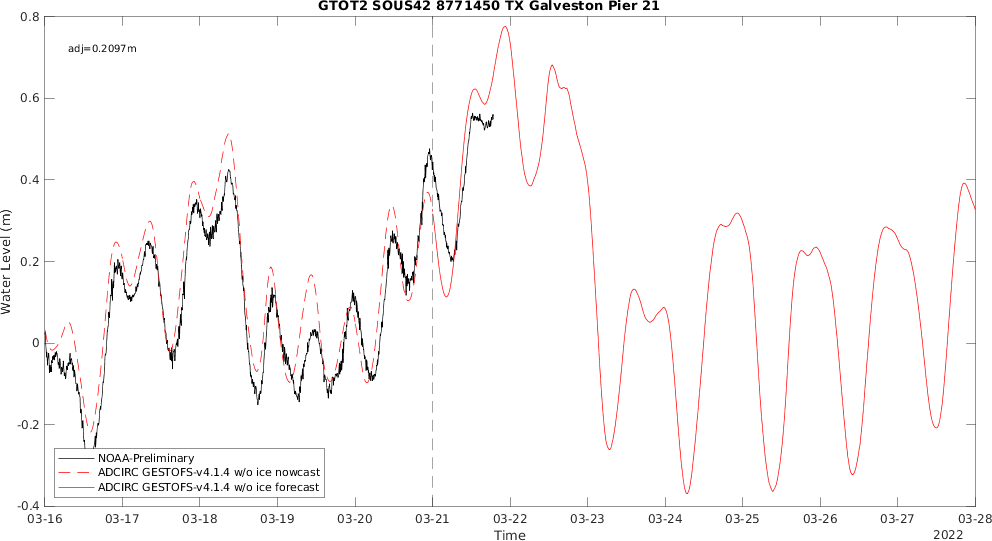 GTOT2 SOUS42 8771450 TX Galveston Pier 21
adj=0.2097m
0.8
0.6
0.4
0.2
0
-0.2
-0.4
Water Level (m)
NOAA-Preliminary
ADCIRC GESTOFS-v4.1.4 w/o ice nowcast
ADCIRC GESTOFS-v4.1.4 w/o ice forecast
03-16 03-17 03-18 03-19 03-20 03-21 03-22 03-23 03-24 03-25 03-26 03-27 03-28
Time
2022